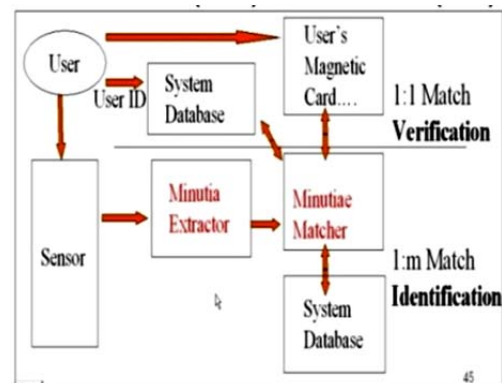 User
User's
Magnetic
Card....
User ID
System
Database
1:1 Match
Verification
Sensor
Minutia
Extractor
Minutiae
Matcher
1:m Match
Identification
System
Database
45